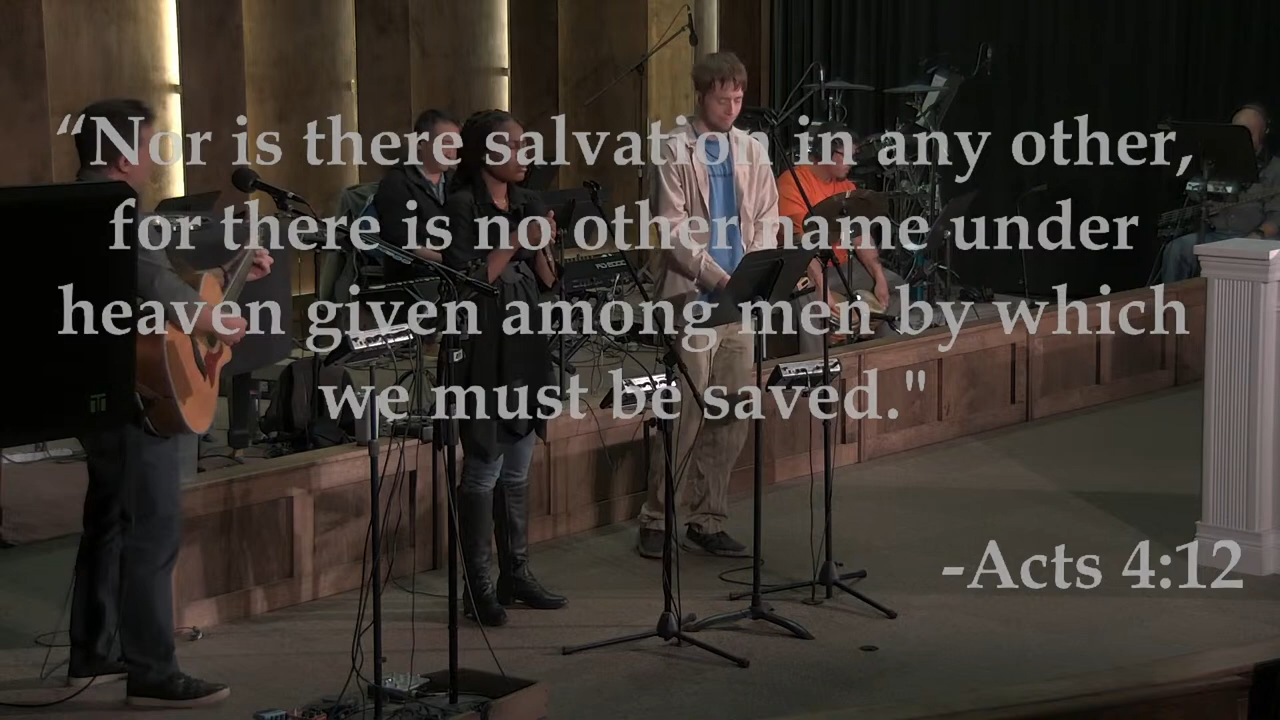 “Nor is there salvation in any other,
for there is no other name under
heaven given among men by which
we must be saved."
-Acts 4:12